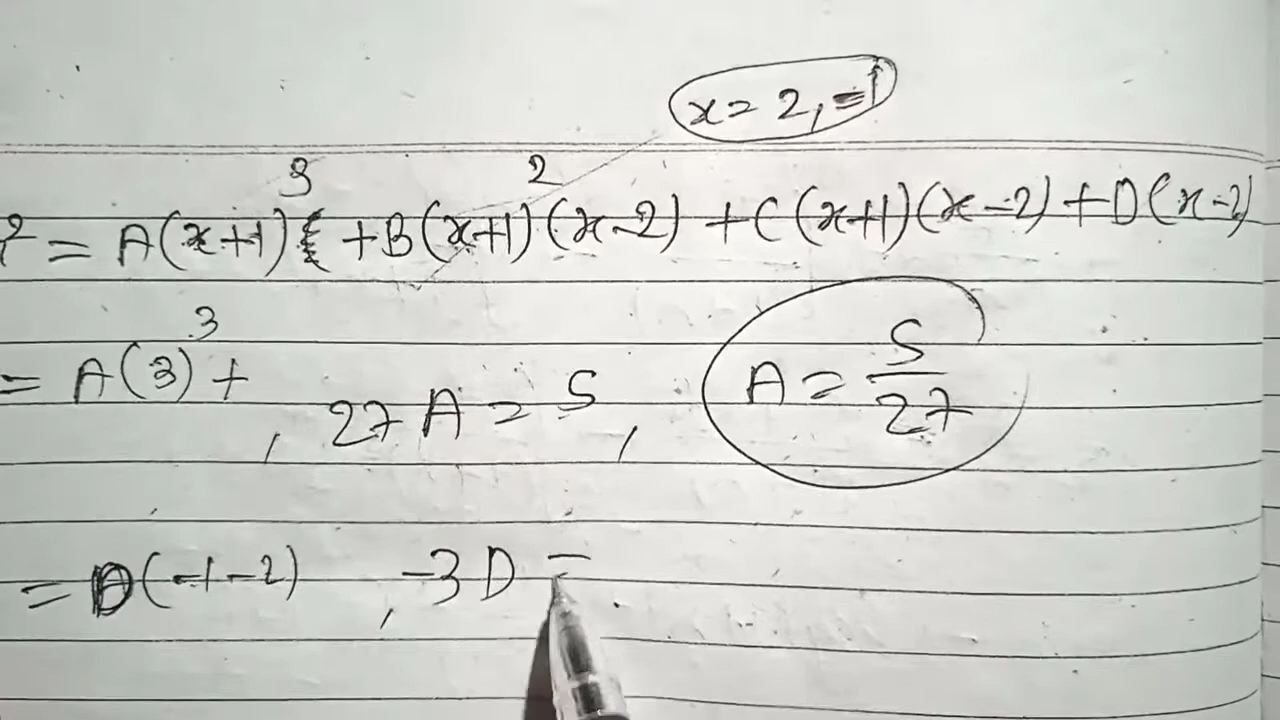 x = 2, -1
² = A(x+1)³ + B(x+1)²(x-2) + C(x+1)(x-2) + D(x-2)
= A(3)³ + , 27A = 5, A = 5/27
= D(-1-2) , -3D =